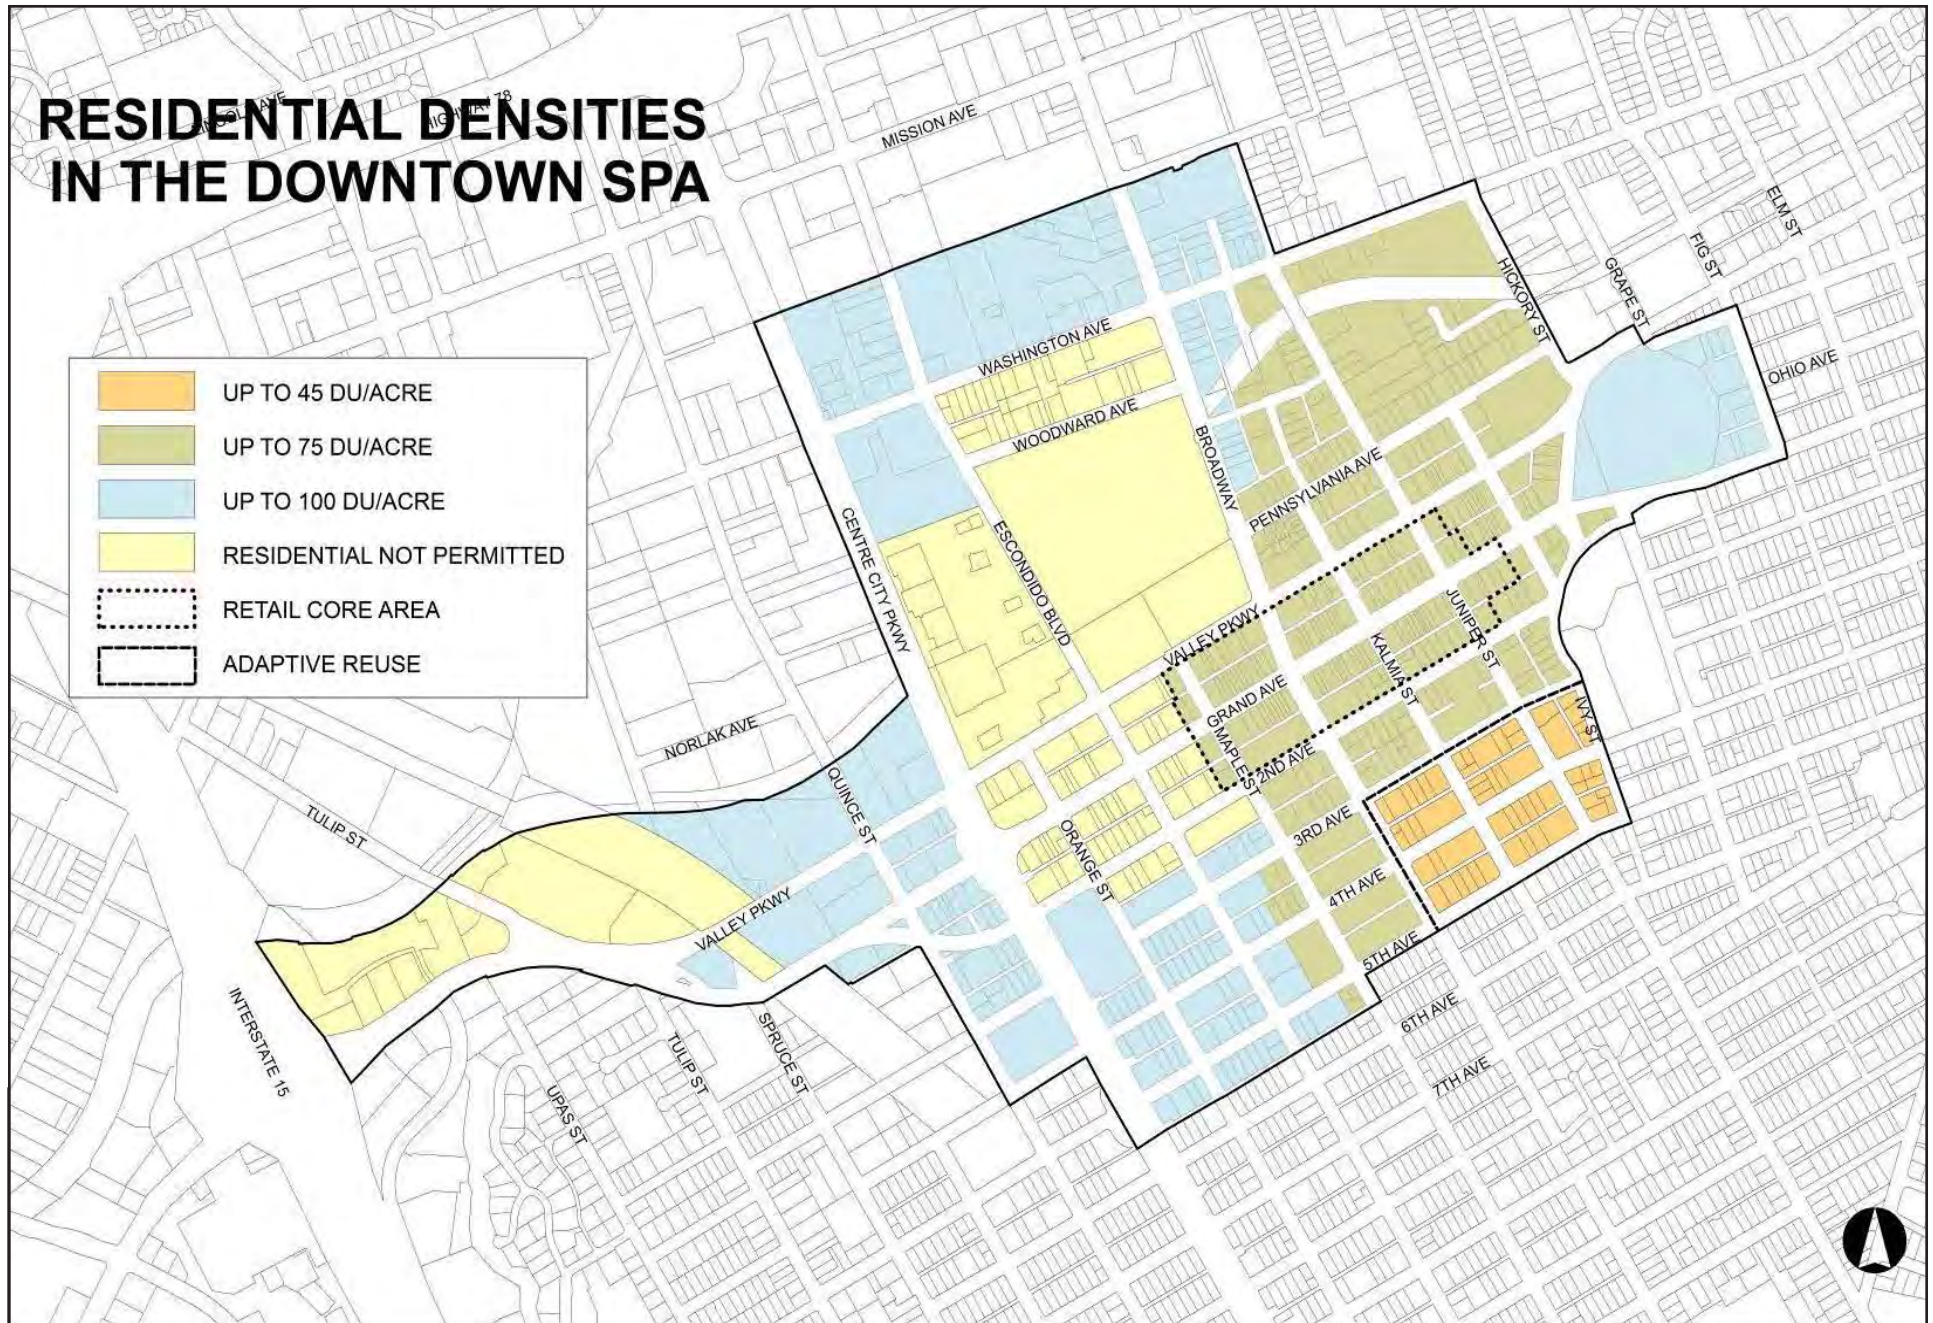 RESIDENTIAL DENSITIES
IN THE DOWNTOWN SPA
LINCOLN AVE
HIGHWAY 78
MISSION AVE
ELM ST
FIG ST
GRAPE ST
HICKORY ST
OHIO AVE
WASHINGTON AVE
WOODWARD AVE
BROADWAY
PENNSYLVANIA AVE
UP TO 45 DU/ACRE
UP TO 75 DU/ACRE
UP TO 100 DU/ACRE
RESIDENTIAL NOT PERMITTED
RETAIL CORE AREA
ADAPTIVE REUSE
CENTRE CITY PKWY
ESCONDIDO BLVD
VALLEY PKWY
JUNIPER ST
KALMIA ST
GRAND AVE
MAPLE ST
2ND AVE
IVY ST
NORLAK AVE
QUINCE ST
TULIP ST
ORANGE ST
3RD AVE
4TH AVE
5TH AVE
VALLEY PKWY
INTERSTATE 15
UPAS ST
TULIP ST
SPRUCE ST
6TH AVE
7TH AVE